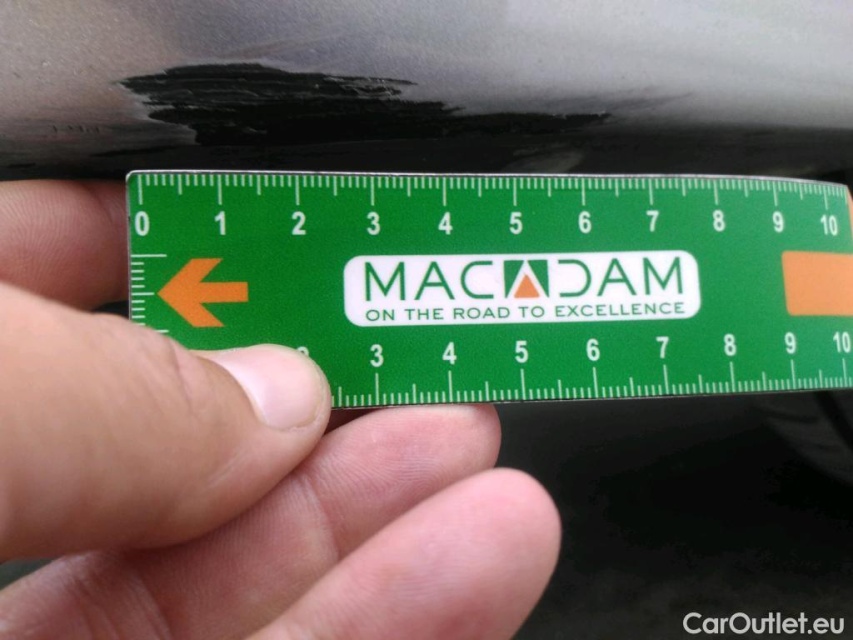 0 1 2 3 4 5 6 7 8 9 10
MACADAM
ON THE ROAD TO EXCELLENCE
3 4 5 6 7 8 9 10
CarOutlet.eu